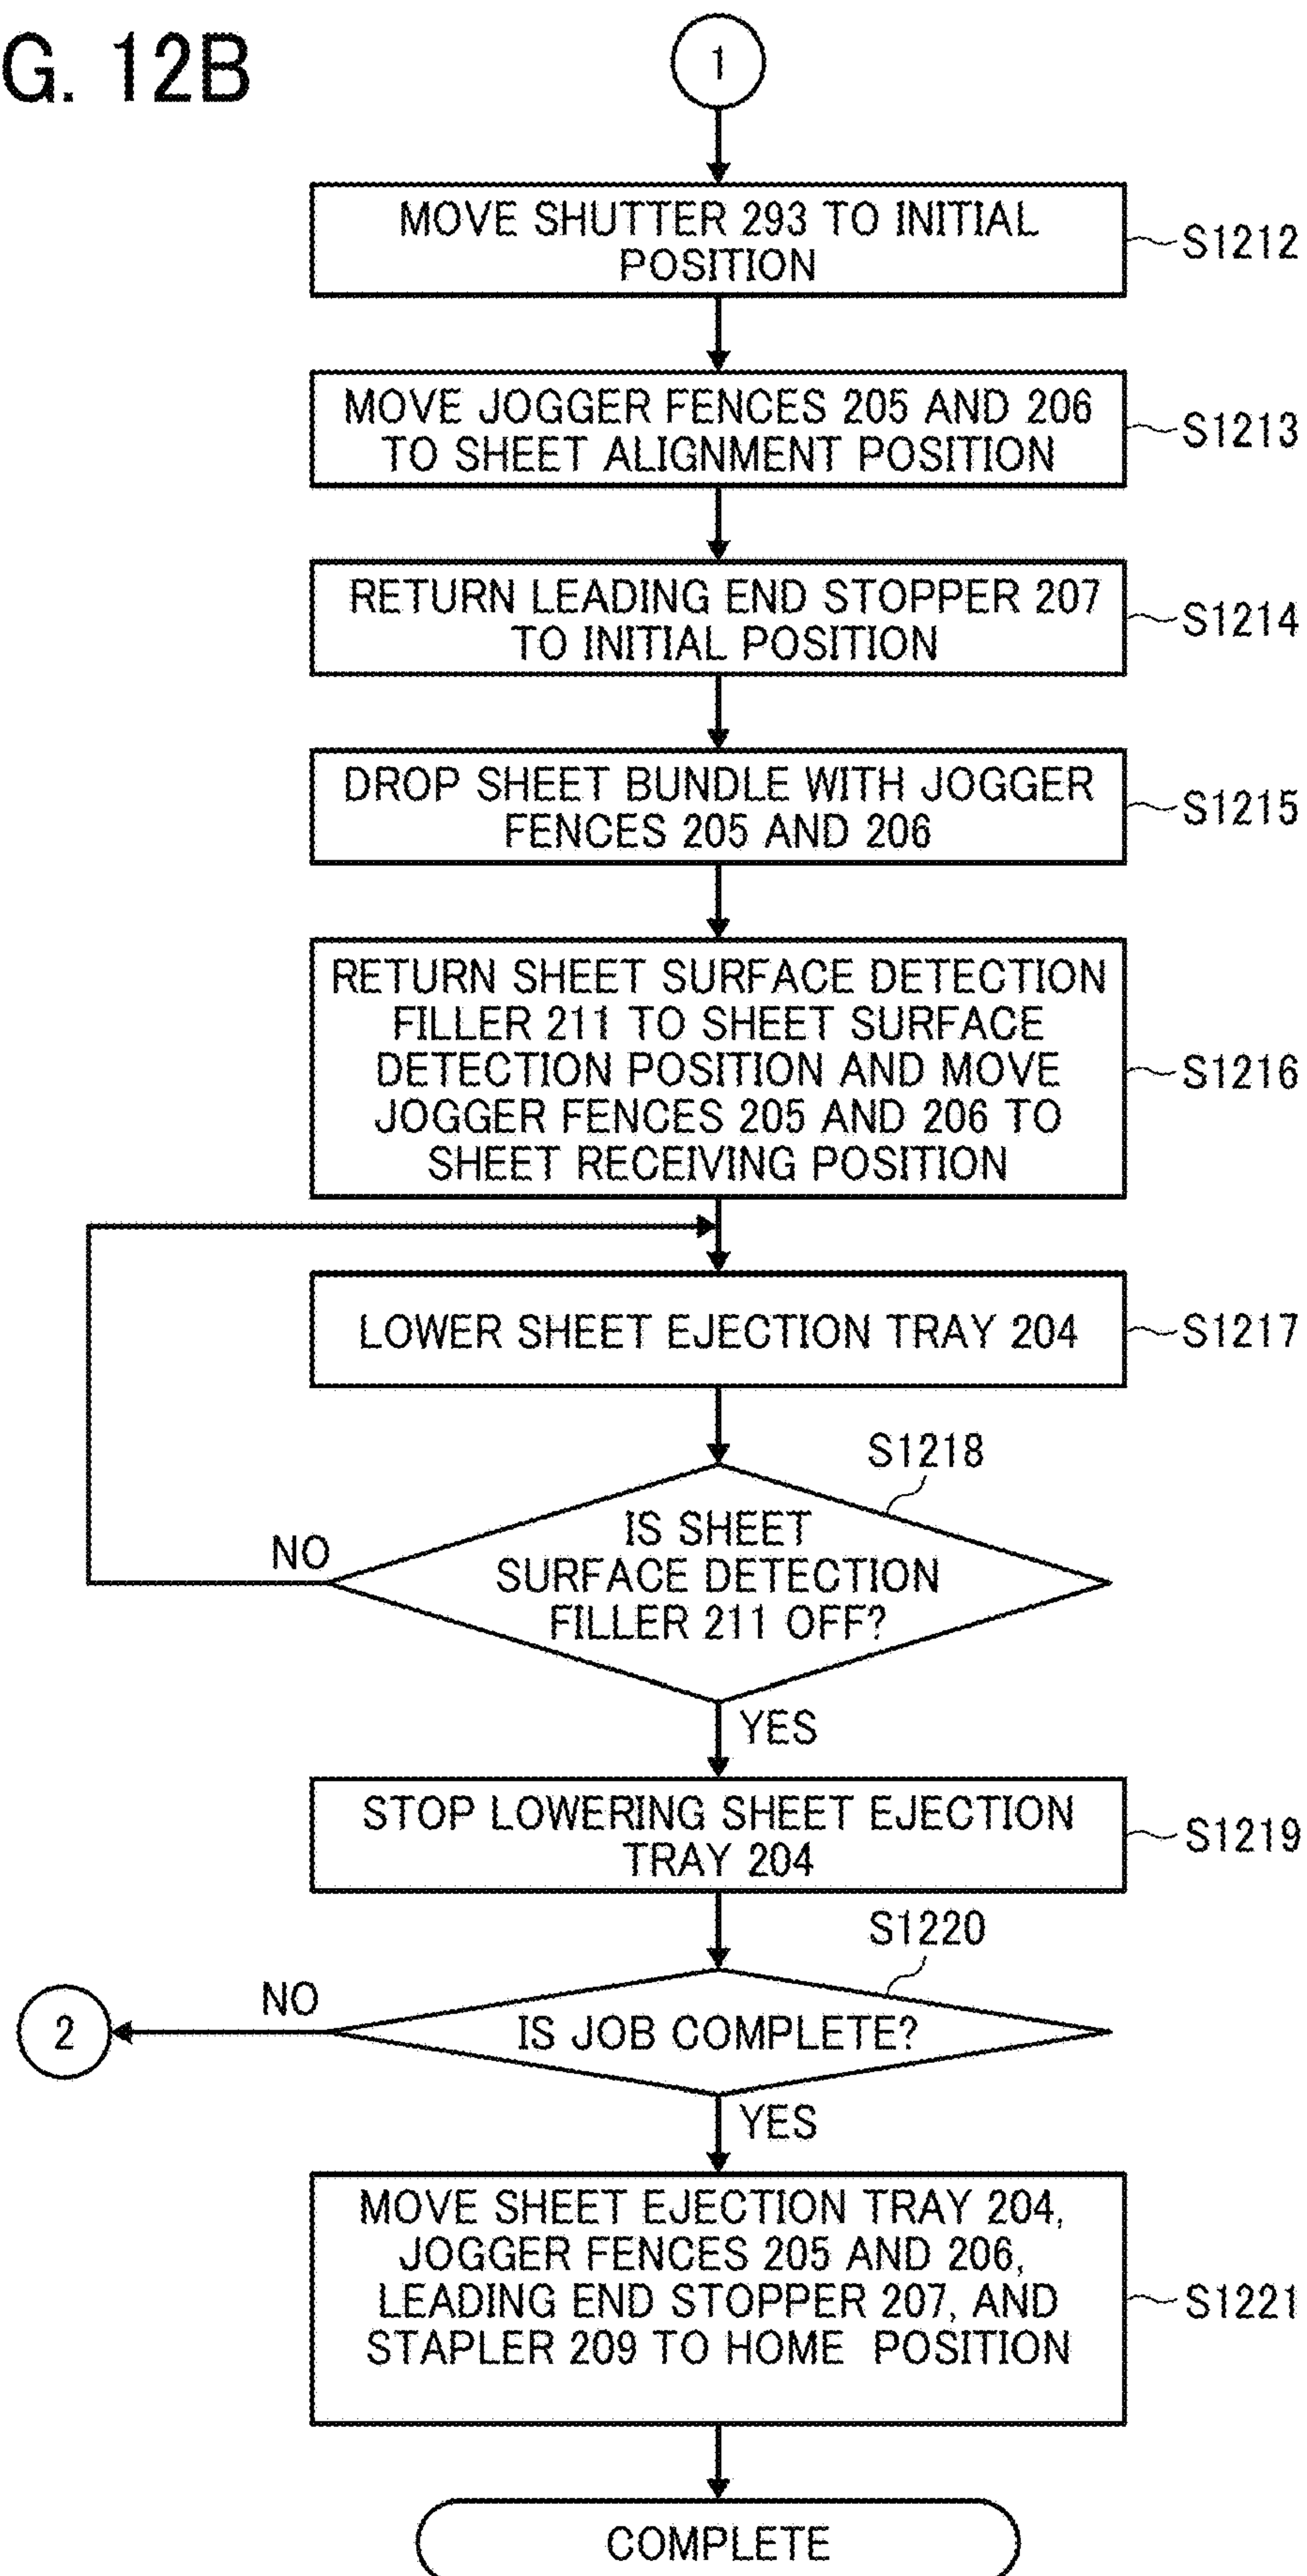 G. 12B
1
MOVE SHUTTER 293 TO INITIAL
POSITION
S1212
MOVE JOGGER FENCES 205 AND 206
TO SHEET ALIGNMENT POSITION
S1213
RETURN LEADING END STOPPER 207
TO INITIAL POSITION
S1214
DROP SHEET BUNDLE WITH JOGGER
FENCES 205 AND 206
S1215
RETURN SHEET SURFACE DETECTION
FILLER 211 TO SHEET SURFACE
DETECTION POSITION AND MOVE
JOGGER FENCES 205 AND 206 TO
SHEET RECEIVING POSITION
S1216
LOWER SHEET EJECTION TRAY 204
S1217
S1218
IS SHEET
SURFACE DETECTION
FILLER 211 OFF?
NO
YES
STOP LOWERING SHEET EJECTION
TRAY 204
S1219
S1220
IS JOB COMPLETE?
NO
2
YES
MOVE SHEET EJECTION TRAY 204,
JOGGER FENCES 205 AND 206,
LEADING END STOPPER 207, AND
STAPLER 209 TO HOME POSITION
S1221
COMPLETE